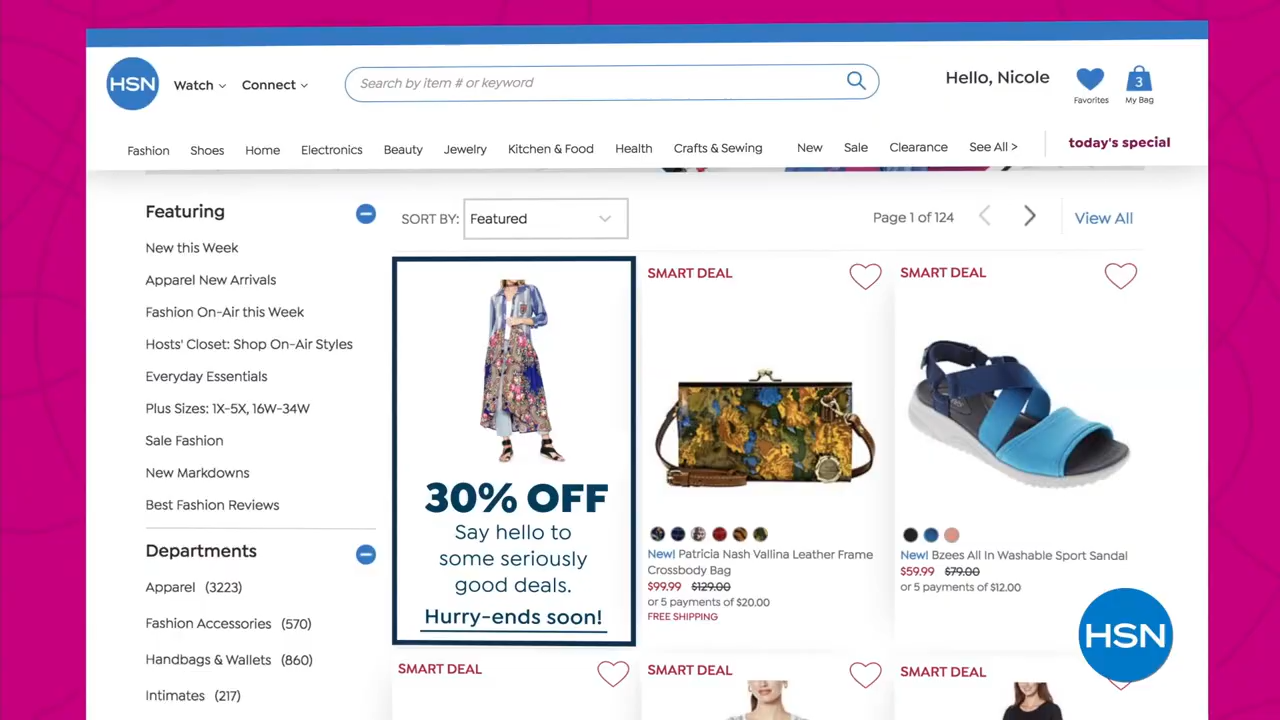 HSN
Watch
Connect
Search by item # or keyword
Hello, Nicole
Favorites
3
My Bag
Fashion
Shoes
Home
Electronics
Beauty
Jewelry
Kitchen & Food
Health
Crafts & Sewing
New
Sale
Clearance
See All >
today's special
Featuring
New this Week
Apparel New Arrivals
Fashion On-Air this Week
Hosts' Closet: Shop On-Air Styles
Everyday Essentials
Plus Sizes: 1X-5X, 16W-34W
Sale Fashion
New Markdowns
Best Fashion Reviews
Departments
Apparel (3223)
Fashion Accessories (570)
Handbags & Wallets (860)
Intimates (217)
SORT BY: Featured
Page 1 of 124
View All
30% OFF
Say hello to
some seriously
good deals.
Hurry-ends soon!
SMART DEAL
New! Patricia Nash Vallina Leather Frame
Crossbody Bag
$99.99 $129.00
or 5 payments of $20.00
FREE SHIPPING
SMART DEAL
New! Bzees All In Washable Sport Sandal
$59.99 $79.00
or 5 payments of $12.00
SMART DEAL
SMART DEAL
SMART DEAL
HSN